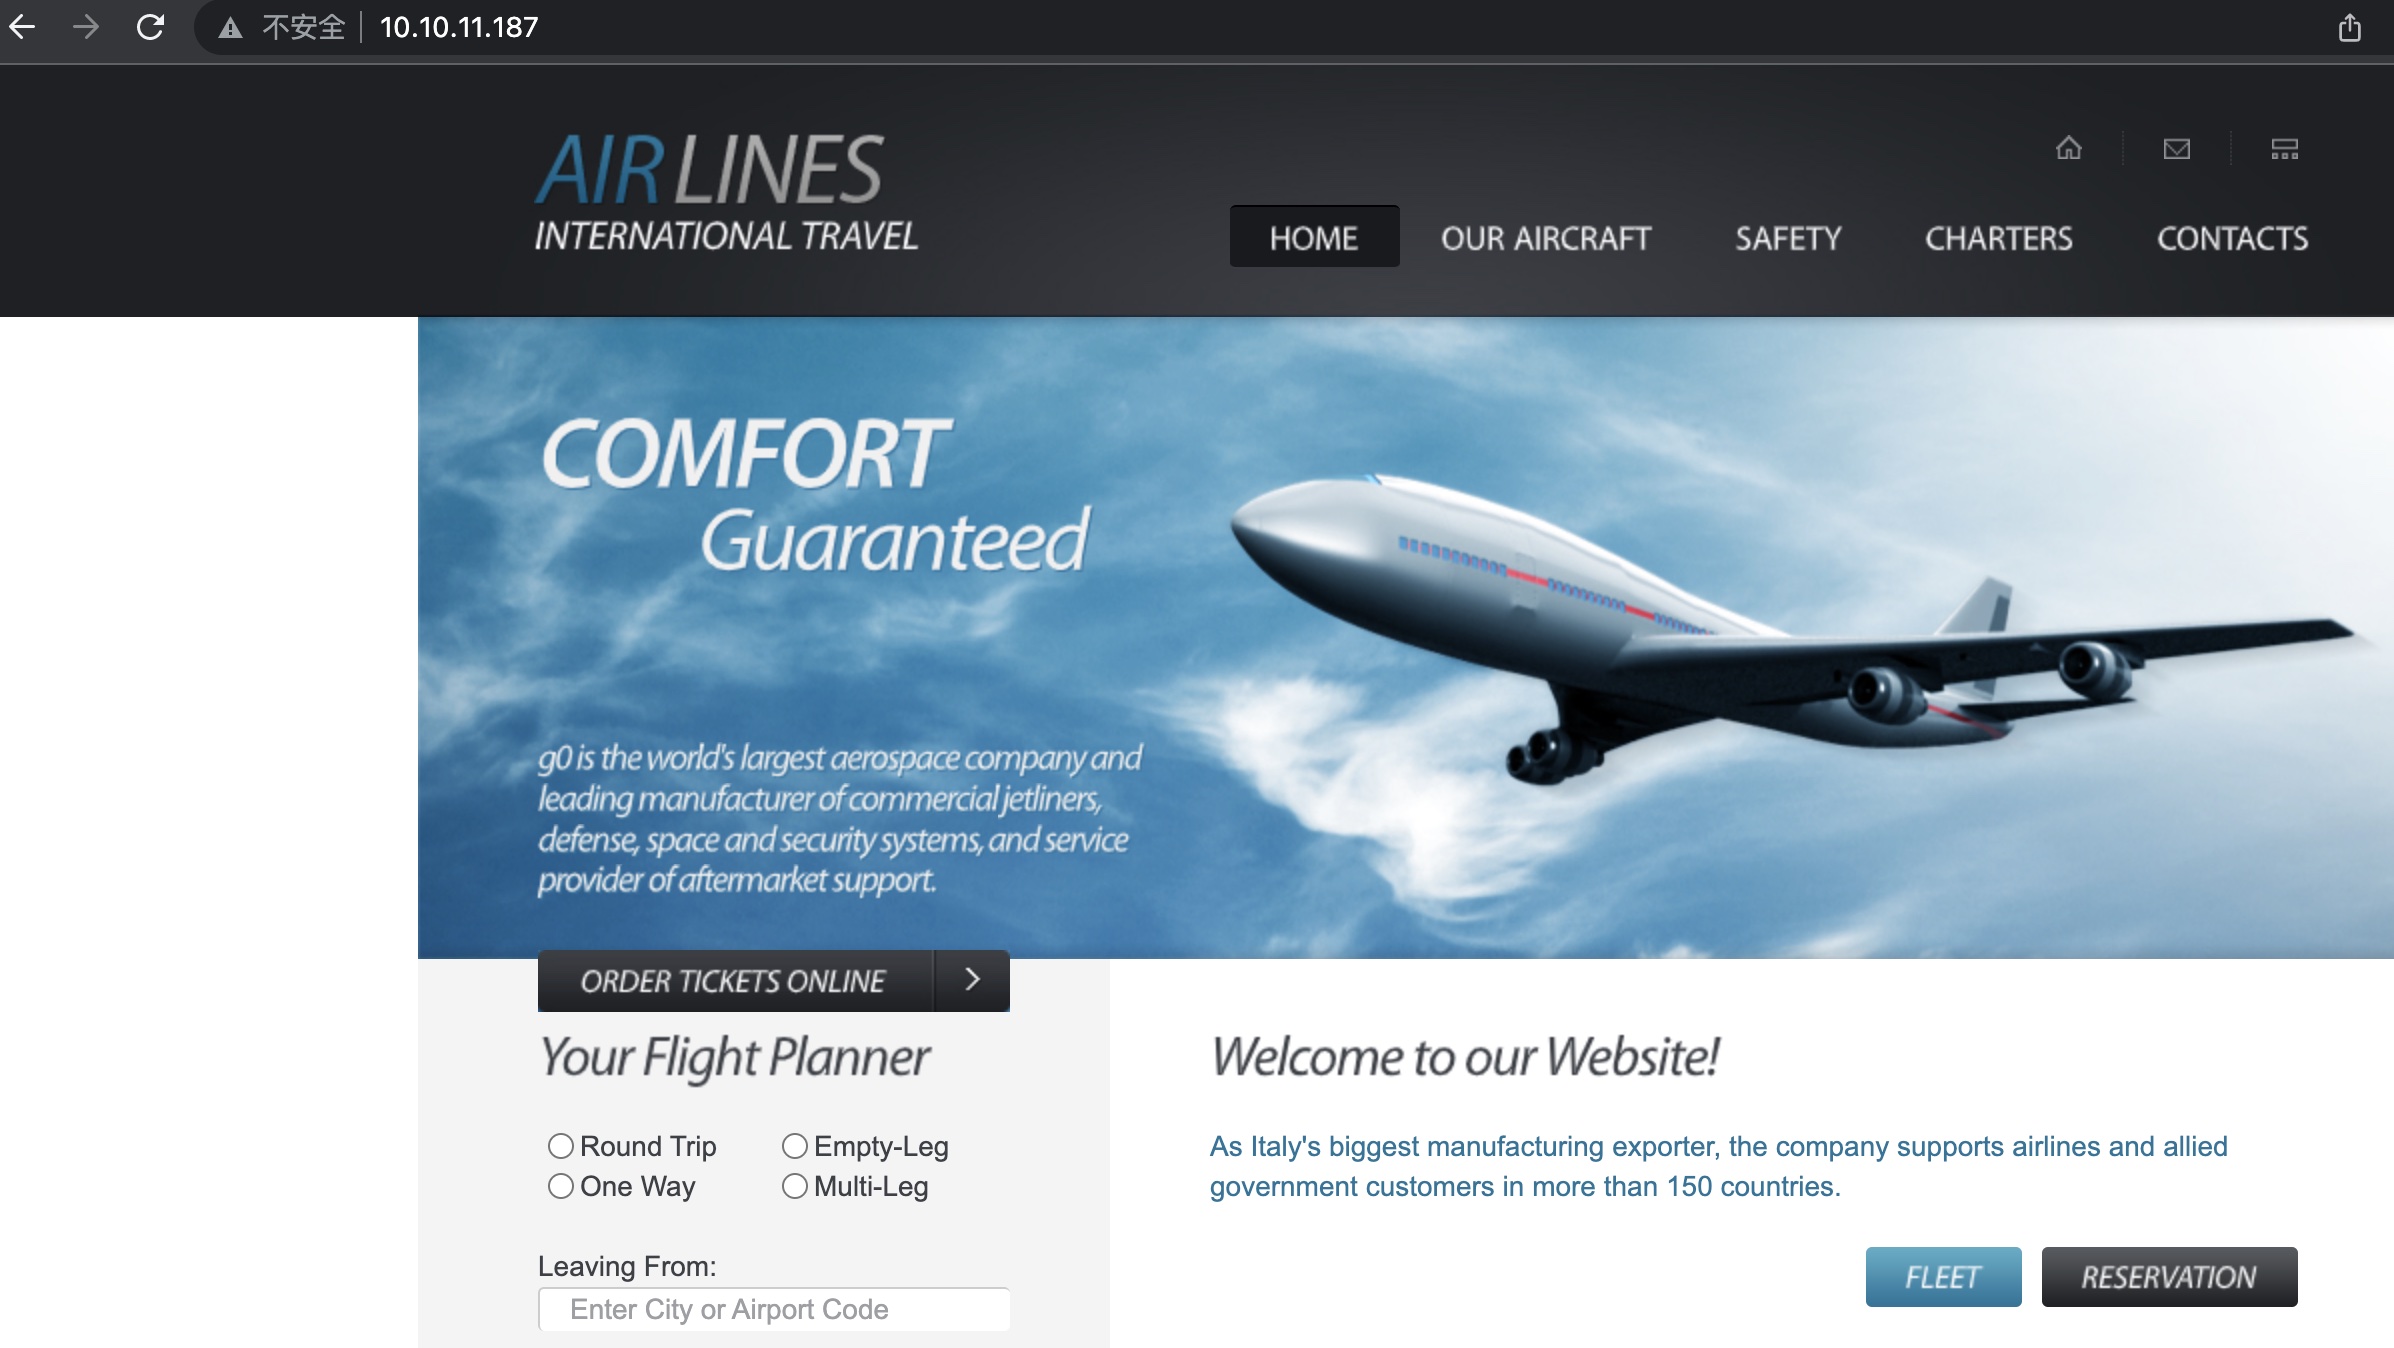 不安全 10.10.11.187
AIRLINES
INTERNATIONAL TRAVEL
HOME OUR AIRCRAFT SAFETY CHARTERS CONTACTS
COMFORT
Guaranteed
g0 is the world's largest aerospace company and
leading manufacturer of commercial jetliners,
defense, space and security systems, and service
provider of aftermarket support.
ORDER TICKETS ONLINE
Your Flight Planner
Round Trip Empty-Leg
One Way Multi-Leg
Leaving From:
Enter City or Airport Code
Welcome to our Website!
As Italy's biggest manufacturing exporter, the company supports airlines and allied
government customers in more than 150 countries.
FLEET RESERVATION